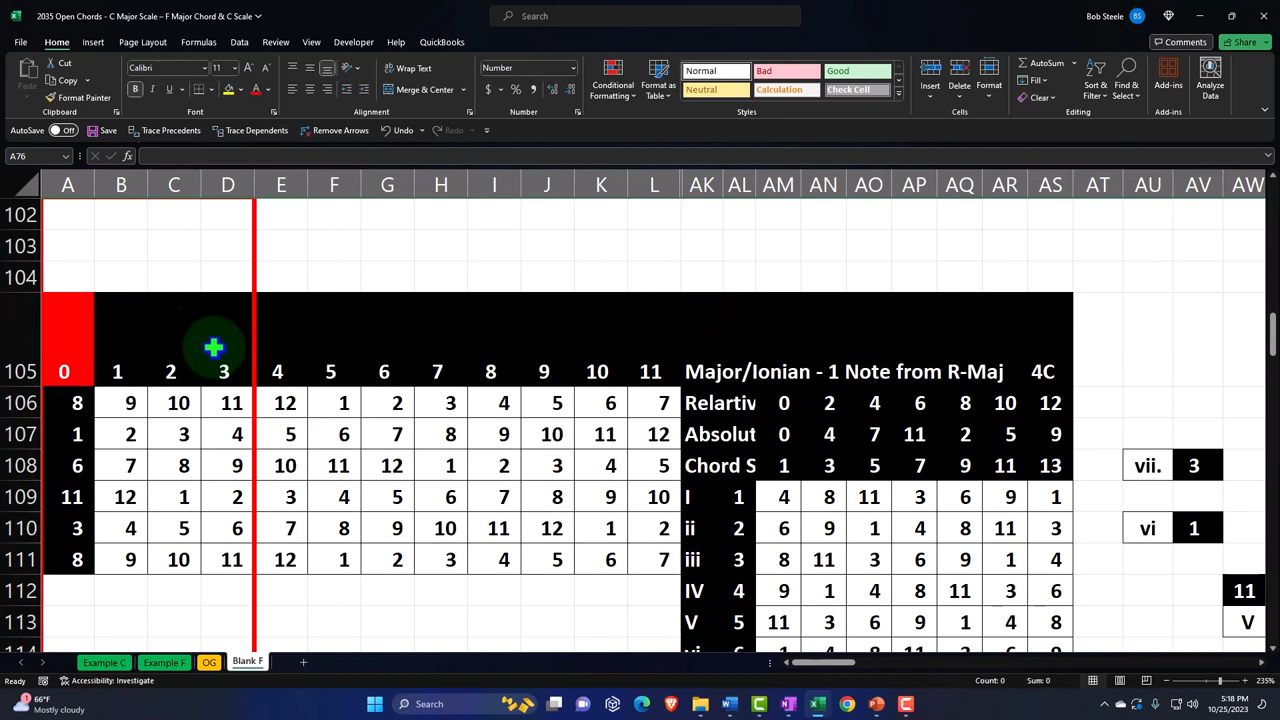 2035 Open Chords - C Major Scale – F Major Chord & C Scale
Search
Bob Steele BS
File Home Insert Page Layout Formulas Data Review View Developer Help QuickBooks
Comments Share
Cut
Copy
Format Painter
Paste
Clipboard
Calibri 11
B I U
Font
Wrap Text
Merge & Center
Alignment
Number
$ % 9
Number
Conditional Formatting
Format as Table
Normal Bad Good
Neutral Calculation Check Cell
Styles
Insert Delete Format
Cells
AutoSum
Fill
Clear
Sort & Filter
Find & Select
Editing
Add-ins
Add-ins
Analyze Data
AutoSave Off Save Trace Precedents Trace Dependents Remove Arrows Undo
A76 fx
A B C D E F G H I J K L AK AL AM AN AO AP AQ AR AS AT AU AV AW
102
103
104
105 0 1 2 3 4 5 6 7 8 9 10 11 Major/Ionian - 1 Note from R-Maj 4C
106 8 9 10 11 12 1 2 3 4 5 6 7 Relartiv 0 2 4 6 8 10 12
107 1 2 3 4 5 6 7 8 9 10 11 12 Absolut 0 4 7 11 2 5 9
108 6 7 8 9 10 11 12 1 2 3 4 5 Chord S 1 3 5 7 9 11 13 vii. 3
109 11 12 1 2 3 4 5 6 7 8 9 10 I 1 4 8 11 3 6 9 1
110 3 4 5 6 7 8 9 10 11 12 1 2 ii 2 6 9 1 4 8 11 3 vi 1
111 8 9 10 11 12 1 2 3 4 5 6 7 iii 3 8 11 3 6 9 1 4
112 IV 4 9 1 4 8 11 3 6 11
113 V 5 11 3 6 9 1 4 8 V
Example C Example F OG Blank F
Ready Accessibility: Investigate Count: 0 Sum: 0 235%
1
66°F
Mostly cloudy
Search
5:18 PM
10/25/2023